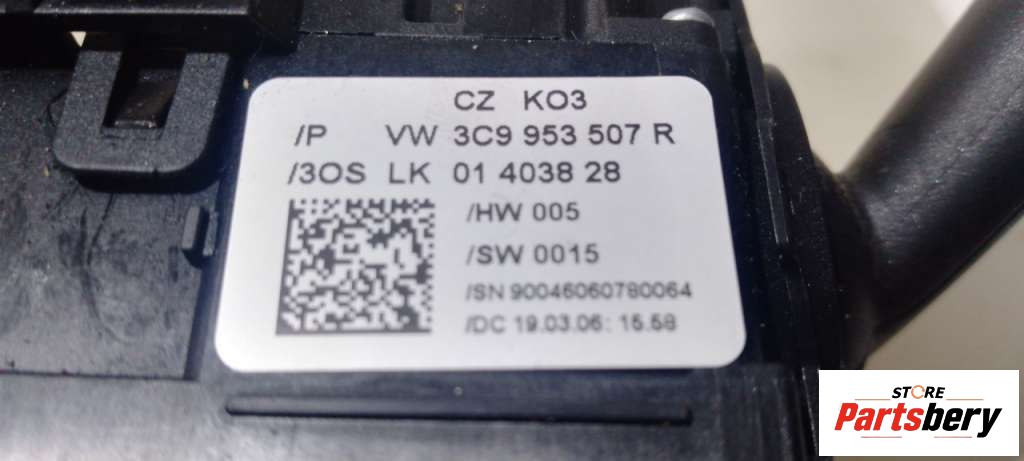 CZ KO3
/P VW 3C9 953 507 R
/3OS LK 01 4038 28
/HW 005
/SW 0015
/SN 90046060780064
/DC 19.03.06: 15.58
STORE
Partsbery